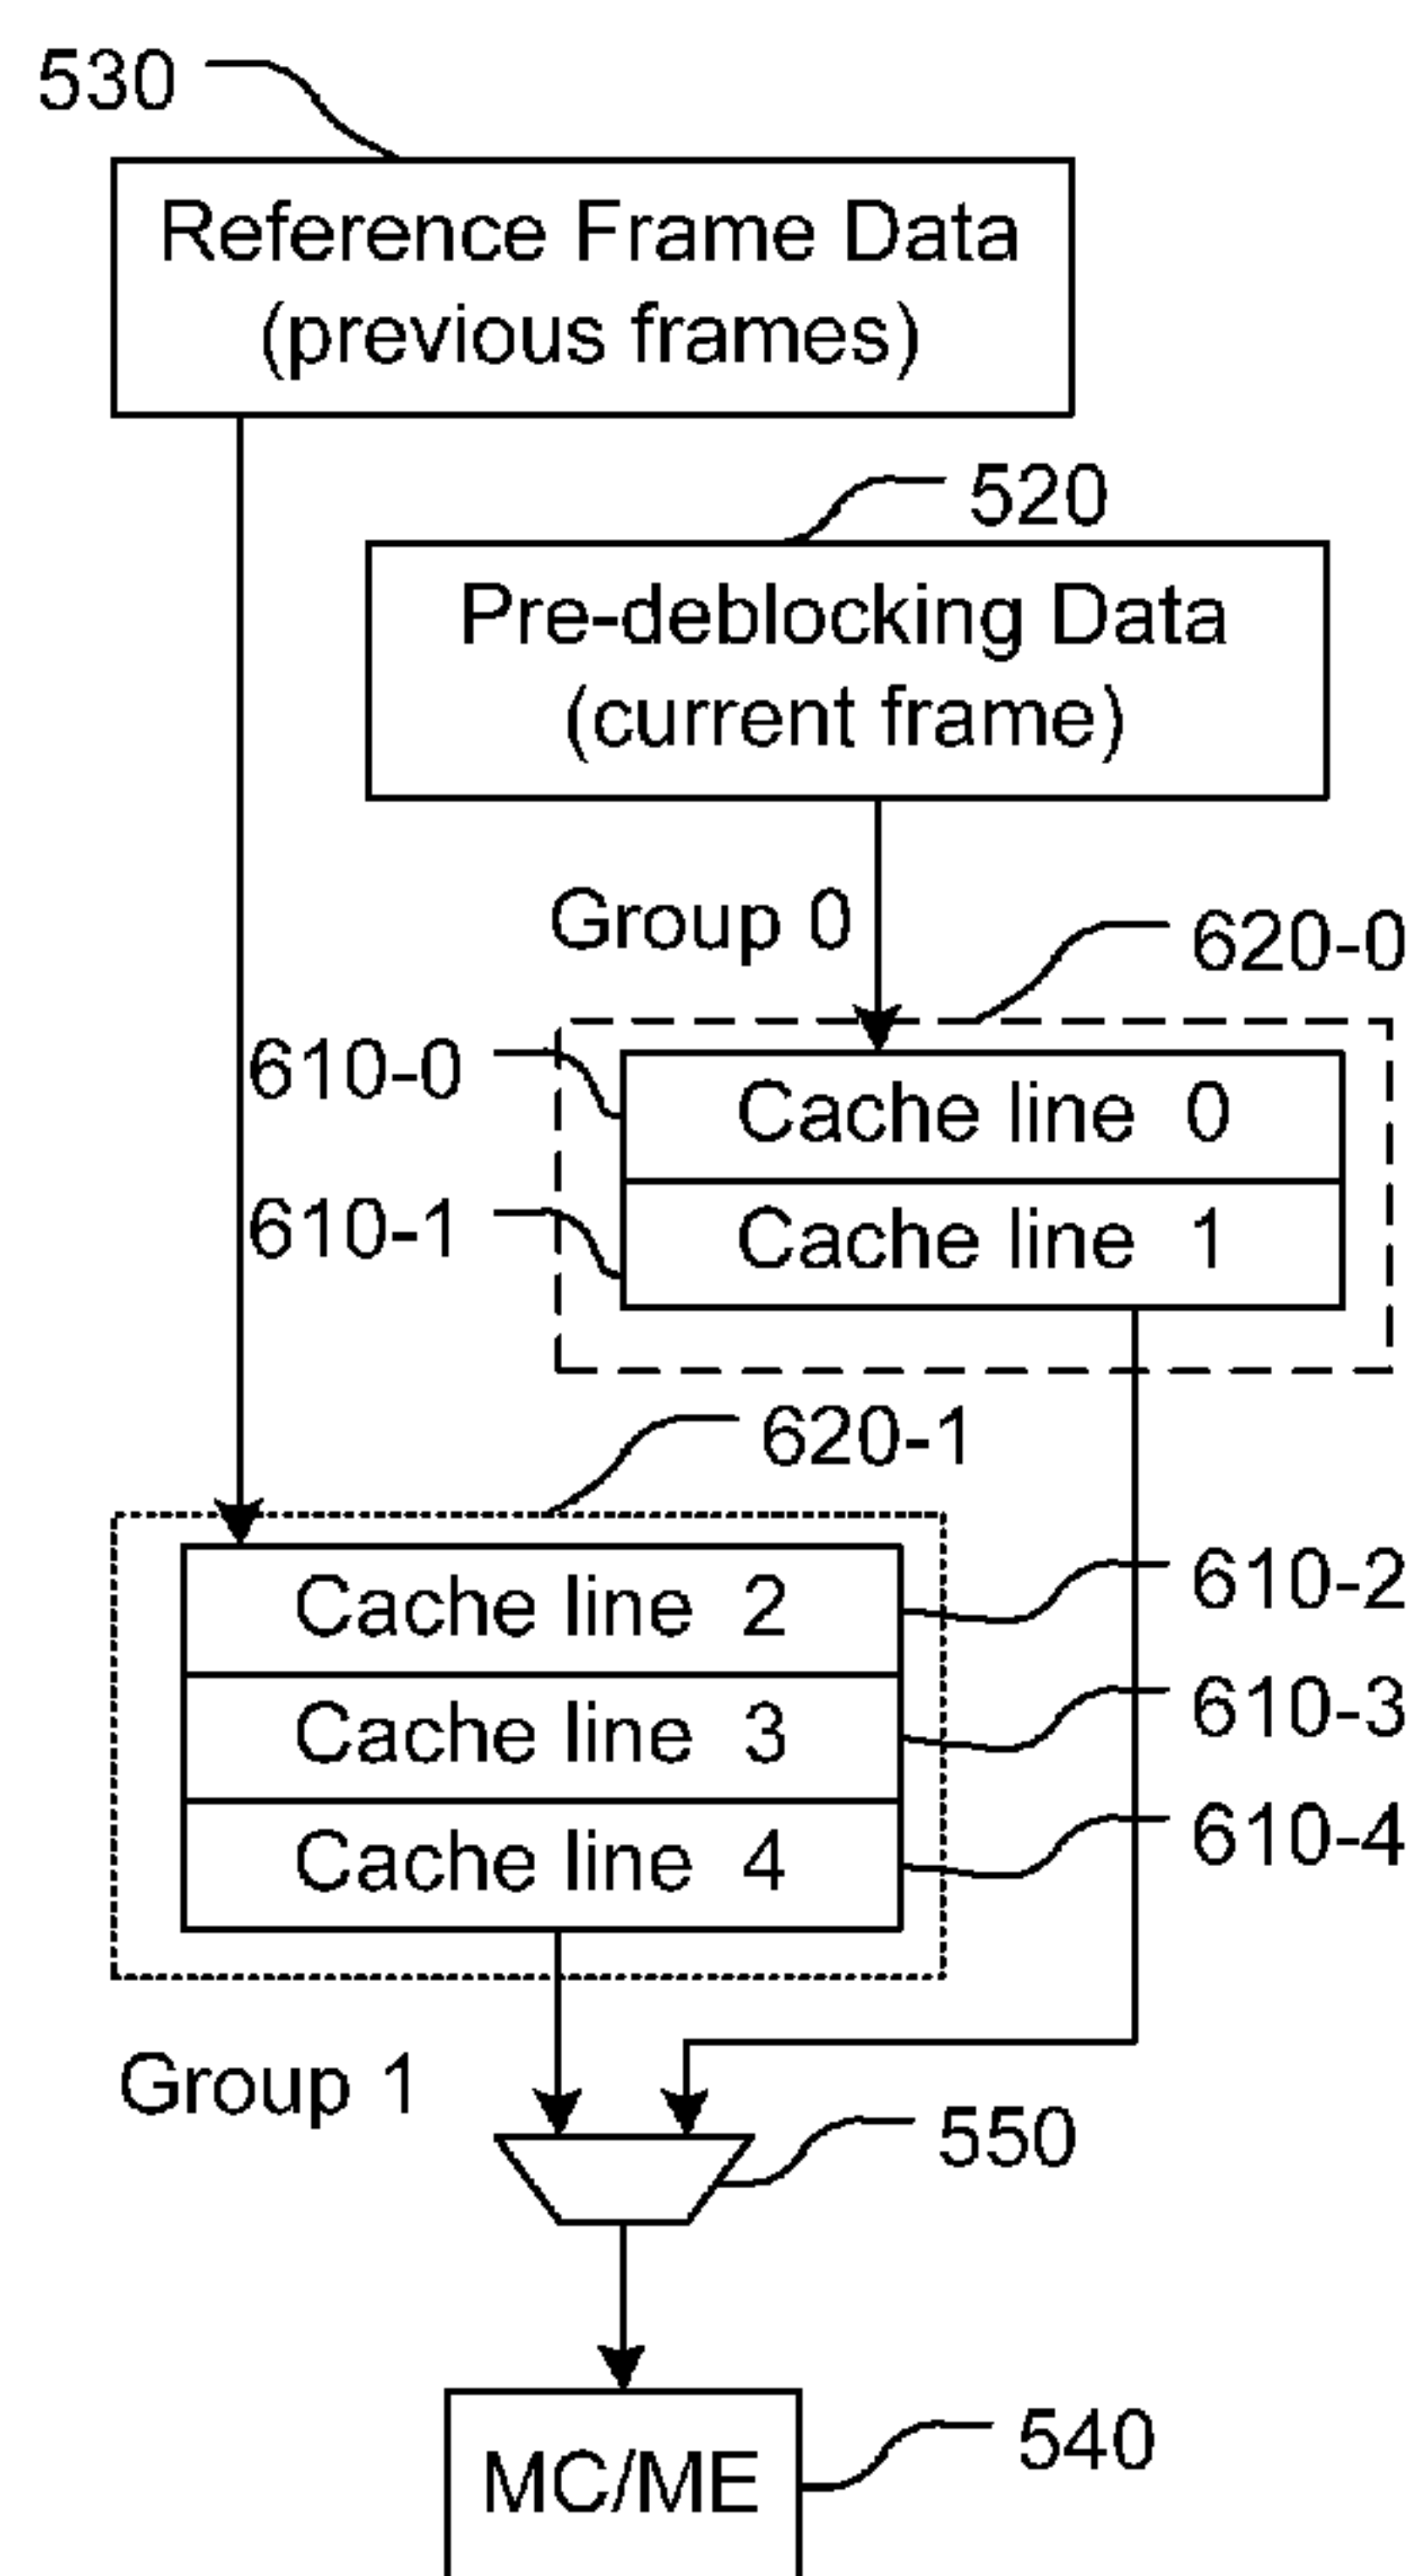 530
Reference Frame Data
(previous frames)
520
Pre-deblocking Data
(current frame)
Group 0
620-0
610-0
Cache line 0
610-1
Cache line 1
620-1
Cache line 2
610-2
Cache line 3
610-3
Cache line 4
610-4
Group 1
550
540
MC/ME